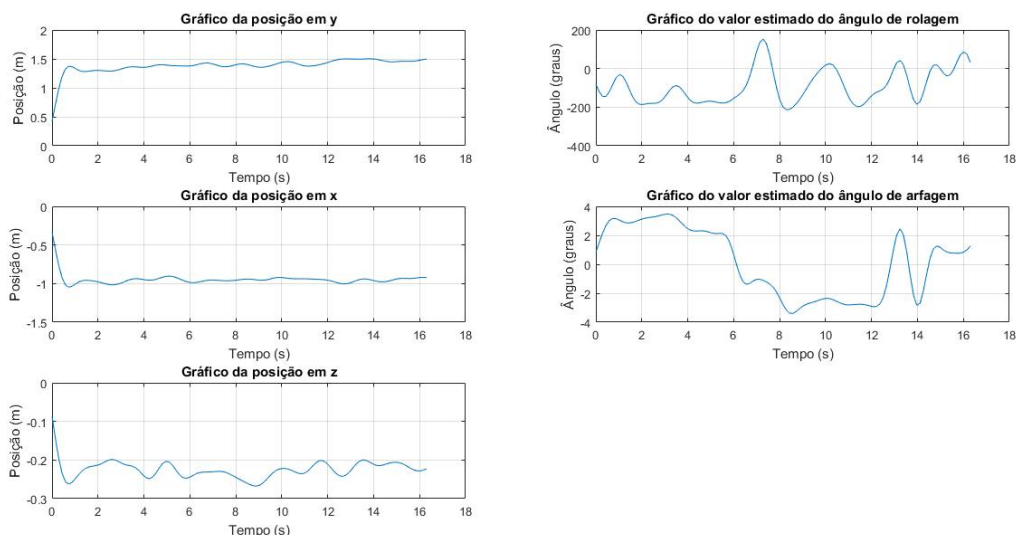 Gráfico da posição em y
Posição (m)
2
1.5
1
0.5
0
0 2 4 6 8 10 12 14 16 18
Tempo (s)
Gráfico da posição em x
Posição (m)
0
-0.5
-1
-1.5
0 2 4 6 8 10 12 14 16 18
Tempo (s)
Gráfico da posição em z
Posição (m)
0
-0.1
-0.2
-0.3
0 2 4 6 8 10 12 14 16 18
Tempo (s)
Gráfico do valor estimado do ângulo de rolagem
Ângulo (graus)
200
0
-200
-400
0 2 4 6 8 10 12 14 16 18
Tempo (s)
Gráfico do valor estimado do ângulo de arfagem
Ângulo (graus)
4
2
0
-2
-4
0 2 4 6 8 10 12 14 16 18
Tempo (s)